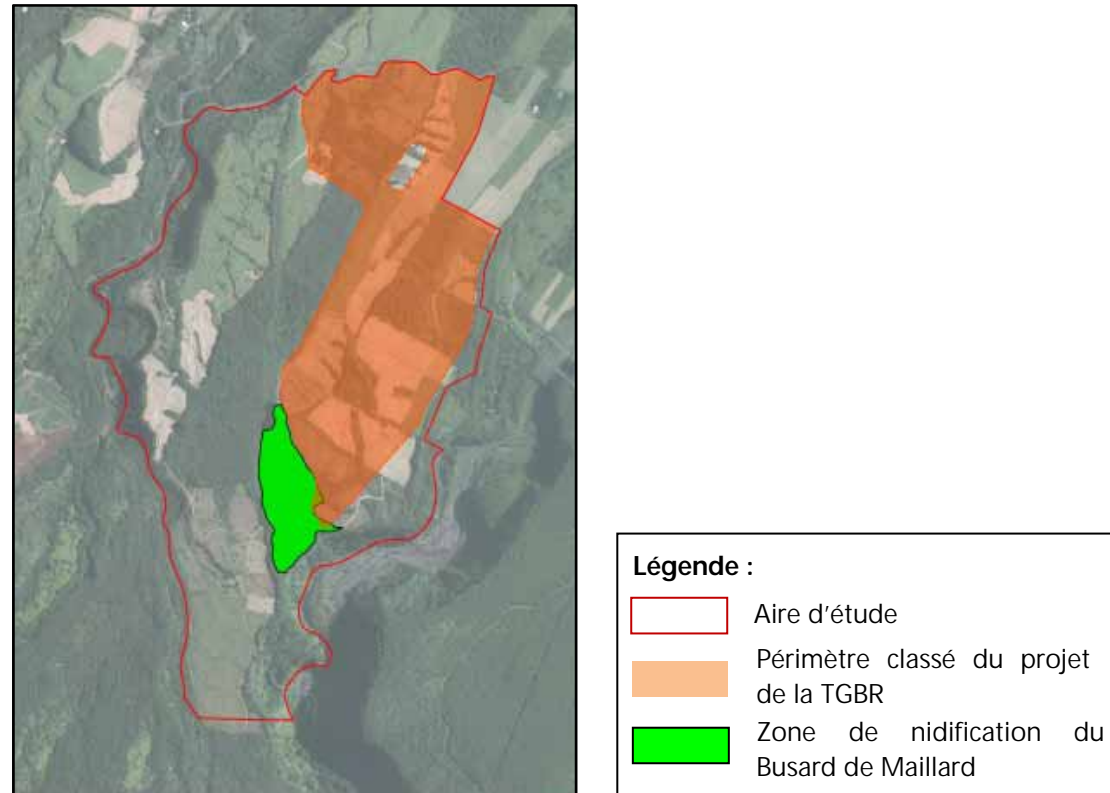 Légende :
Aire d'étude
Périmètre classé du projet
de la TGBR
Zone de nidification du
Busard de Maillard